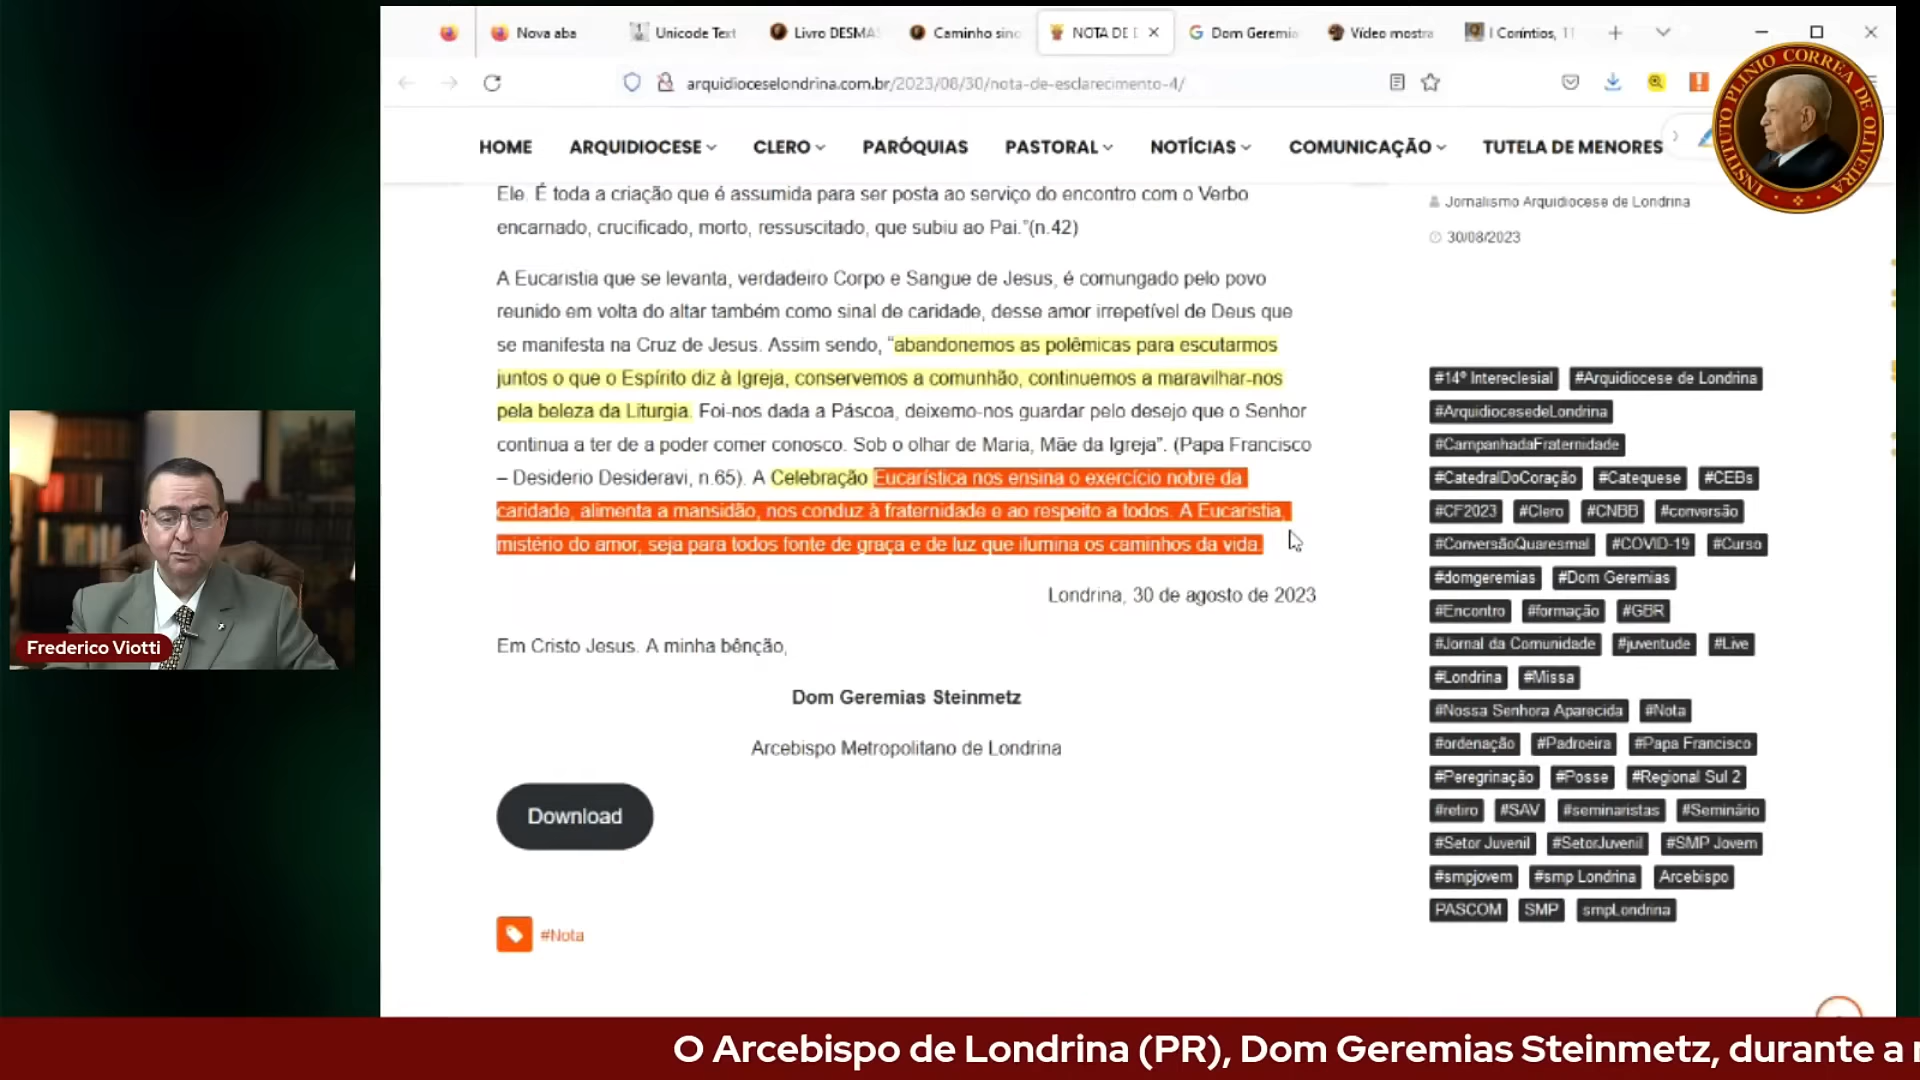 Nova aba
Unicode Text
Livro DESMA
Caminho sino
NOTA DE E
Dom Geremia
Vídeo mostra
I Coríntios, 11
arquidioceselondrina.com.br/2023/08/30/nota-de-esclarecimento-4/
INSTITUTO PLINIO CORREA DE OLIVEIRA
HOME
ARQUIDIOCESE
CLERO
PARÓQUIAS
PASTORAL
NOTÍCIAS
COMUNICAÇÃO
TUTELA DE MENORES
Ele. É toda a criação que é assumida para ser posta ao serviço do encontro com o Verbo
encarnado, crucificado, morto, ressuscitado, que subiu ao Pai."(n.42)
A Eucaristia que se levanta, verdadeiro Corpo e Sangue de Jesus, é comungado pelo povo
reunido em volta do altar também como sinal de caridade, desse amor irrepetível de Deus que
se manifesta na Cruz de Jesus. Assim sendo, "abandonemos as polêmicas para escutarmos
juntos o que o Espírito diz à Igreja, conservemos a comunhão, continuemos a maravilhar-nos
pela beleza da Liturgia. Foi-nos dada a Páscoa, deixemo-nos guardar pelo desejo que o Senhor
continua a ter de a poder comer conosco. Sob o olhar de Maria, Mãe da Igreja". (Papa Francisco
– Desiderio Desideravi, n.65). A Celebração Eucarística nos ensina o exercício nobre da
caridade, alimenta a mansidão, nos conduz à fraternidade e ao respeito a todos. A Eucaristia,
mistério do amor, seja para todos fonte de graça e de luz que ilumina os caminhos da vida.
Londrina, 30 de agosto de 2023
Em Cristo Jesus. A minha bênção,
Dom Geremias Steinmetz
Arcebispo Metropolitano de Londrina
Download
#Nota
Jornalismo Arquidiocese de Londrina
30/08/2023
#14º Intereclesial #Arquidiocese de Londrina
#ArquidiocesedeLondrina
#CampanhadaFraternidade
#CatedralDoCoração #Catequese #CEBs
#CF2023 #Clero #CNBB #conversão
#ConversãoQuaresmal #COVID-19 #Curso
#domgeremias #Dom Geremias
#Encontro #formação #GBR
#Jornal da Comunidade #juventude #Live
#Londrina #Missa
#Nossa Senhora Aparecida #Nota
#ordenação #Padroeira #Papa Francisco
#Peregrinação #Posse #Regional Sul 2
#retiro #SAV #seminaristas #Seminário
#Setor Juvenil #SetorJuvenil #SMP Jovem
#smpjovem #smp Londrina Arcebispo
PASCOM SMP smpLondrina
Frederico Viotti
O Arcebispo de Londrina (PR), Dom Geremias Steinmetz, durante a